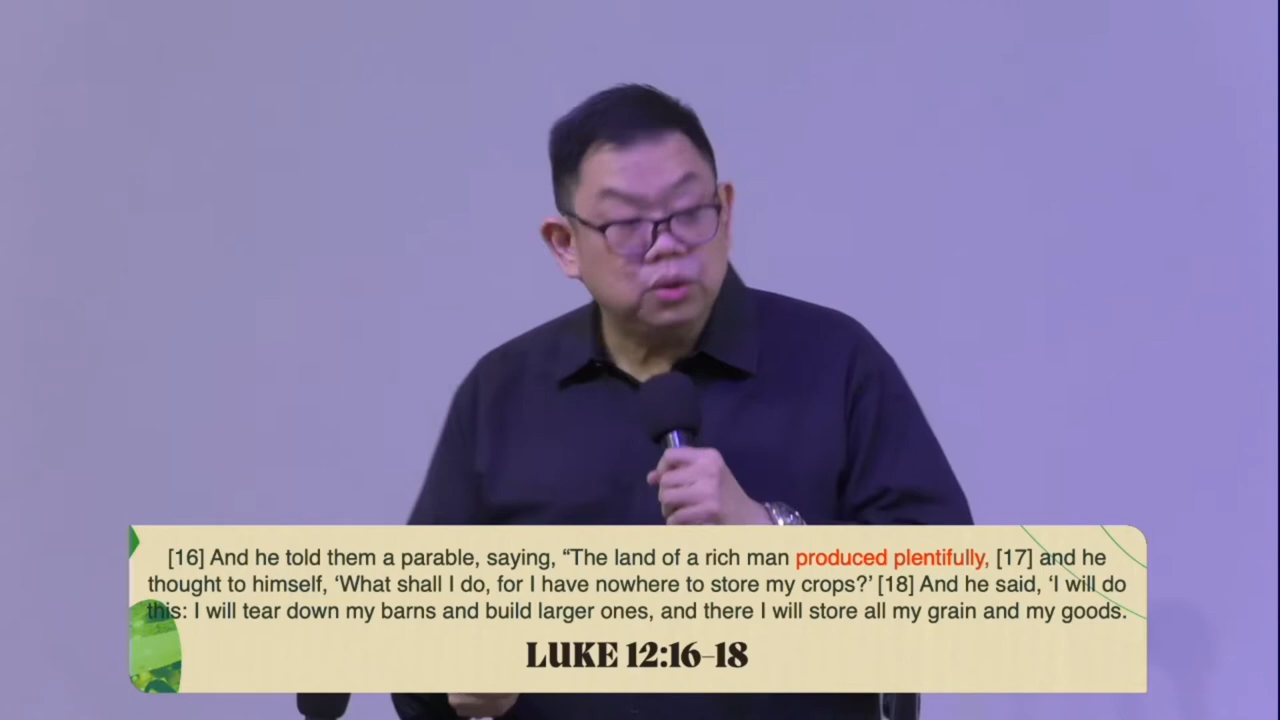 [16] And he told them a parable, saying, “The land of a rich man produced plentifully, [17] and he
thought to himself, ‘What shall I do, for I have nowhere to store my crops?’ [18] And he said, ‘I will do
this: I will tear down my barns and build larger ones, and there I will store all my grain and my goods.
LUKE 12:16–18